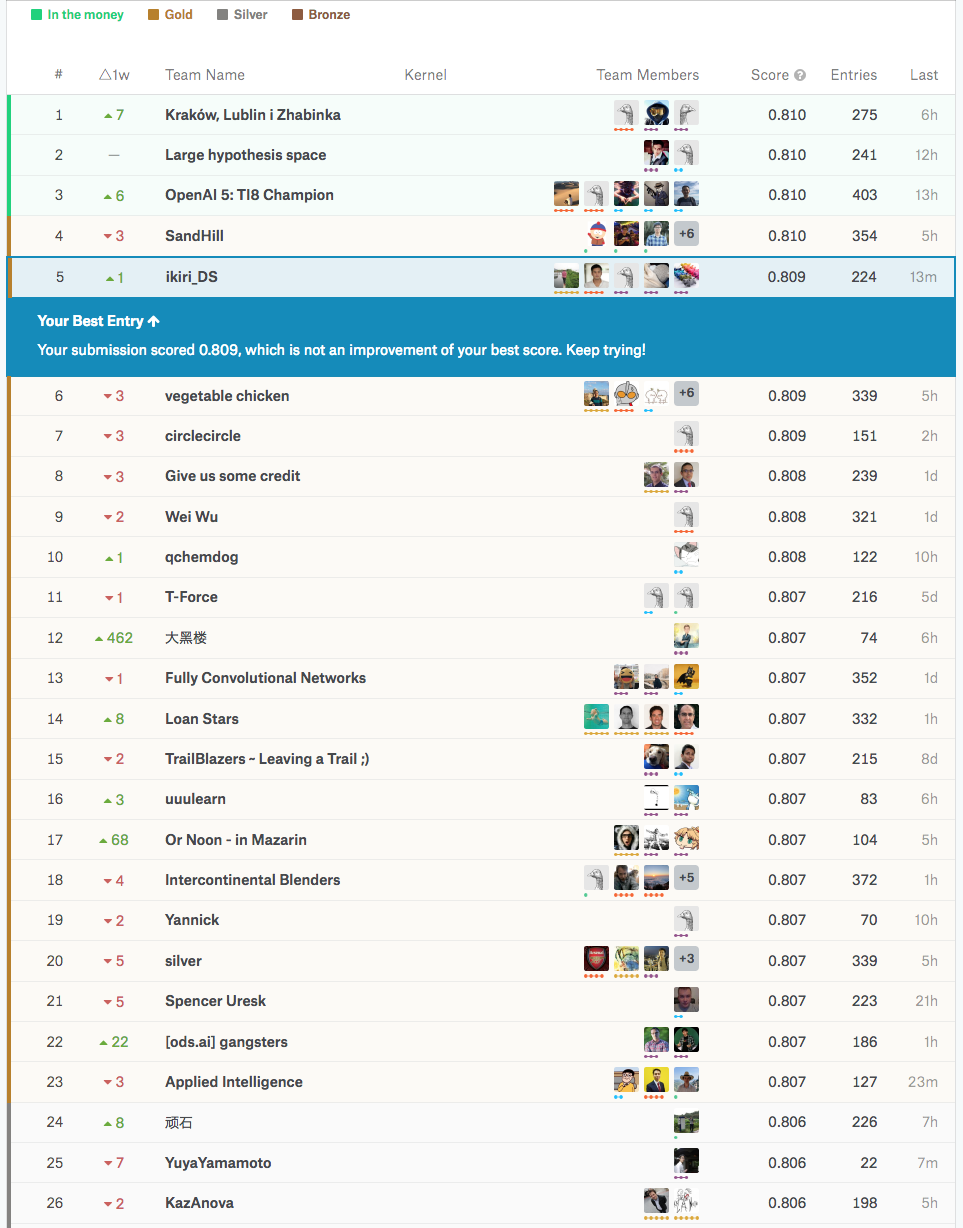 In the money Gold Silver Bronze
# △1w Team Name Kernel Team Members Score ? Entries Last
1 ▲7 Kraków, Lublin i Zhabinka 0.810 275 6h
2 — Large hypothesis space 0.810 241 12h
3 ▲6 OpenAI 5: TI8 Champion 0.810 403 13h
4 ▼3 SandHill +6 0.810 354 5h
5 ▲1 ikiri_DS 0.809 224 13m
Your Best Entry ↑
Your submission scored 0.809, which is not an improvement of your best score. Keep trying!
6 ▼3 vegetable chicken +6 0.809 339 5h
7 ▼3 circlecircle 0.809 151 2h
8 ▼3 Give us some credit 0.808 239 1d
9 ▼2 Wei Wu 0.808 321 1d
10 ▲1 qchemdog 0.808 122 10h
11 ▼1 T-Force 0.807 216 5d
12 ▲462 大黑楼 0.807 74 6h
13 ▼1 Fully Convolutional Networks 0.807 352 1d
14 ▲8 Loan Stars 0.807 332 1h
15 ▼2 TrailBlazers ~ Leaving a Trail ;) 0.807 215 8d
16 ▲3 uuulearn 0.807 83 6h
17 ▲68 Or Noon - in Mazarin 0.807 104 5h
18 ▼4 Intercontinental Blenders +5 0.807 372 1h
19 ▼2 Yannick 0.807 70 10h
20 ▼5 silver +3 0.807 339 5h
21 ▼5 Spencer Uresk 0.807 223 21h
22 ▲22 [ods.ai] gangsters 0.807 186 1h
23 ▼3 Applied Intelligence 0.807 127 23m
24 ▲8 顽石 0.806 226 7h
25 ▼7 YuyaYamamoto 0.806 22 7m
26 ▼2 KazAnova 0.806 198 5h